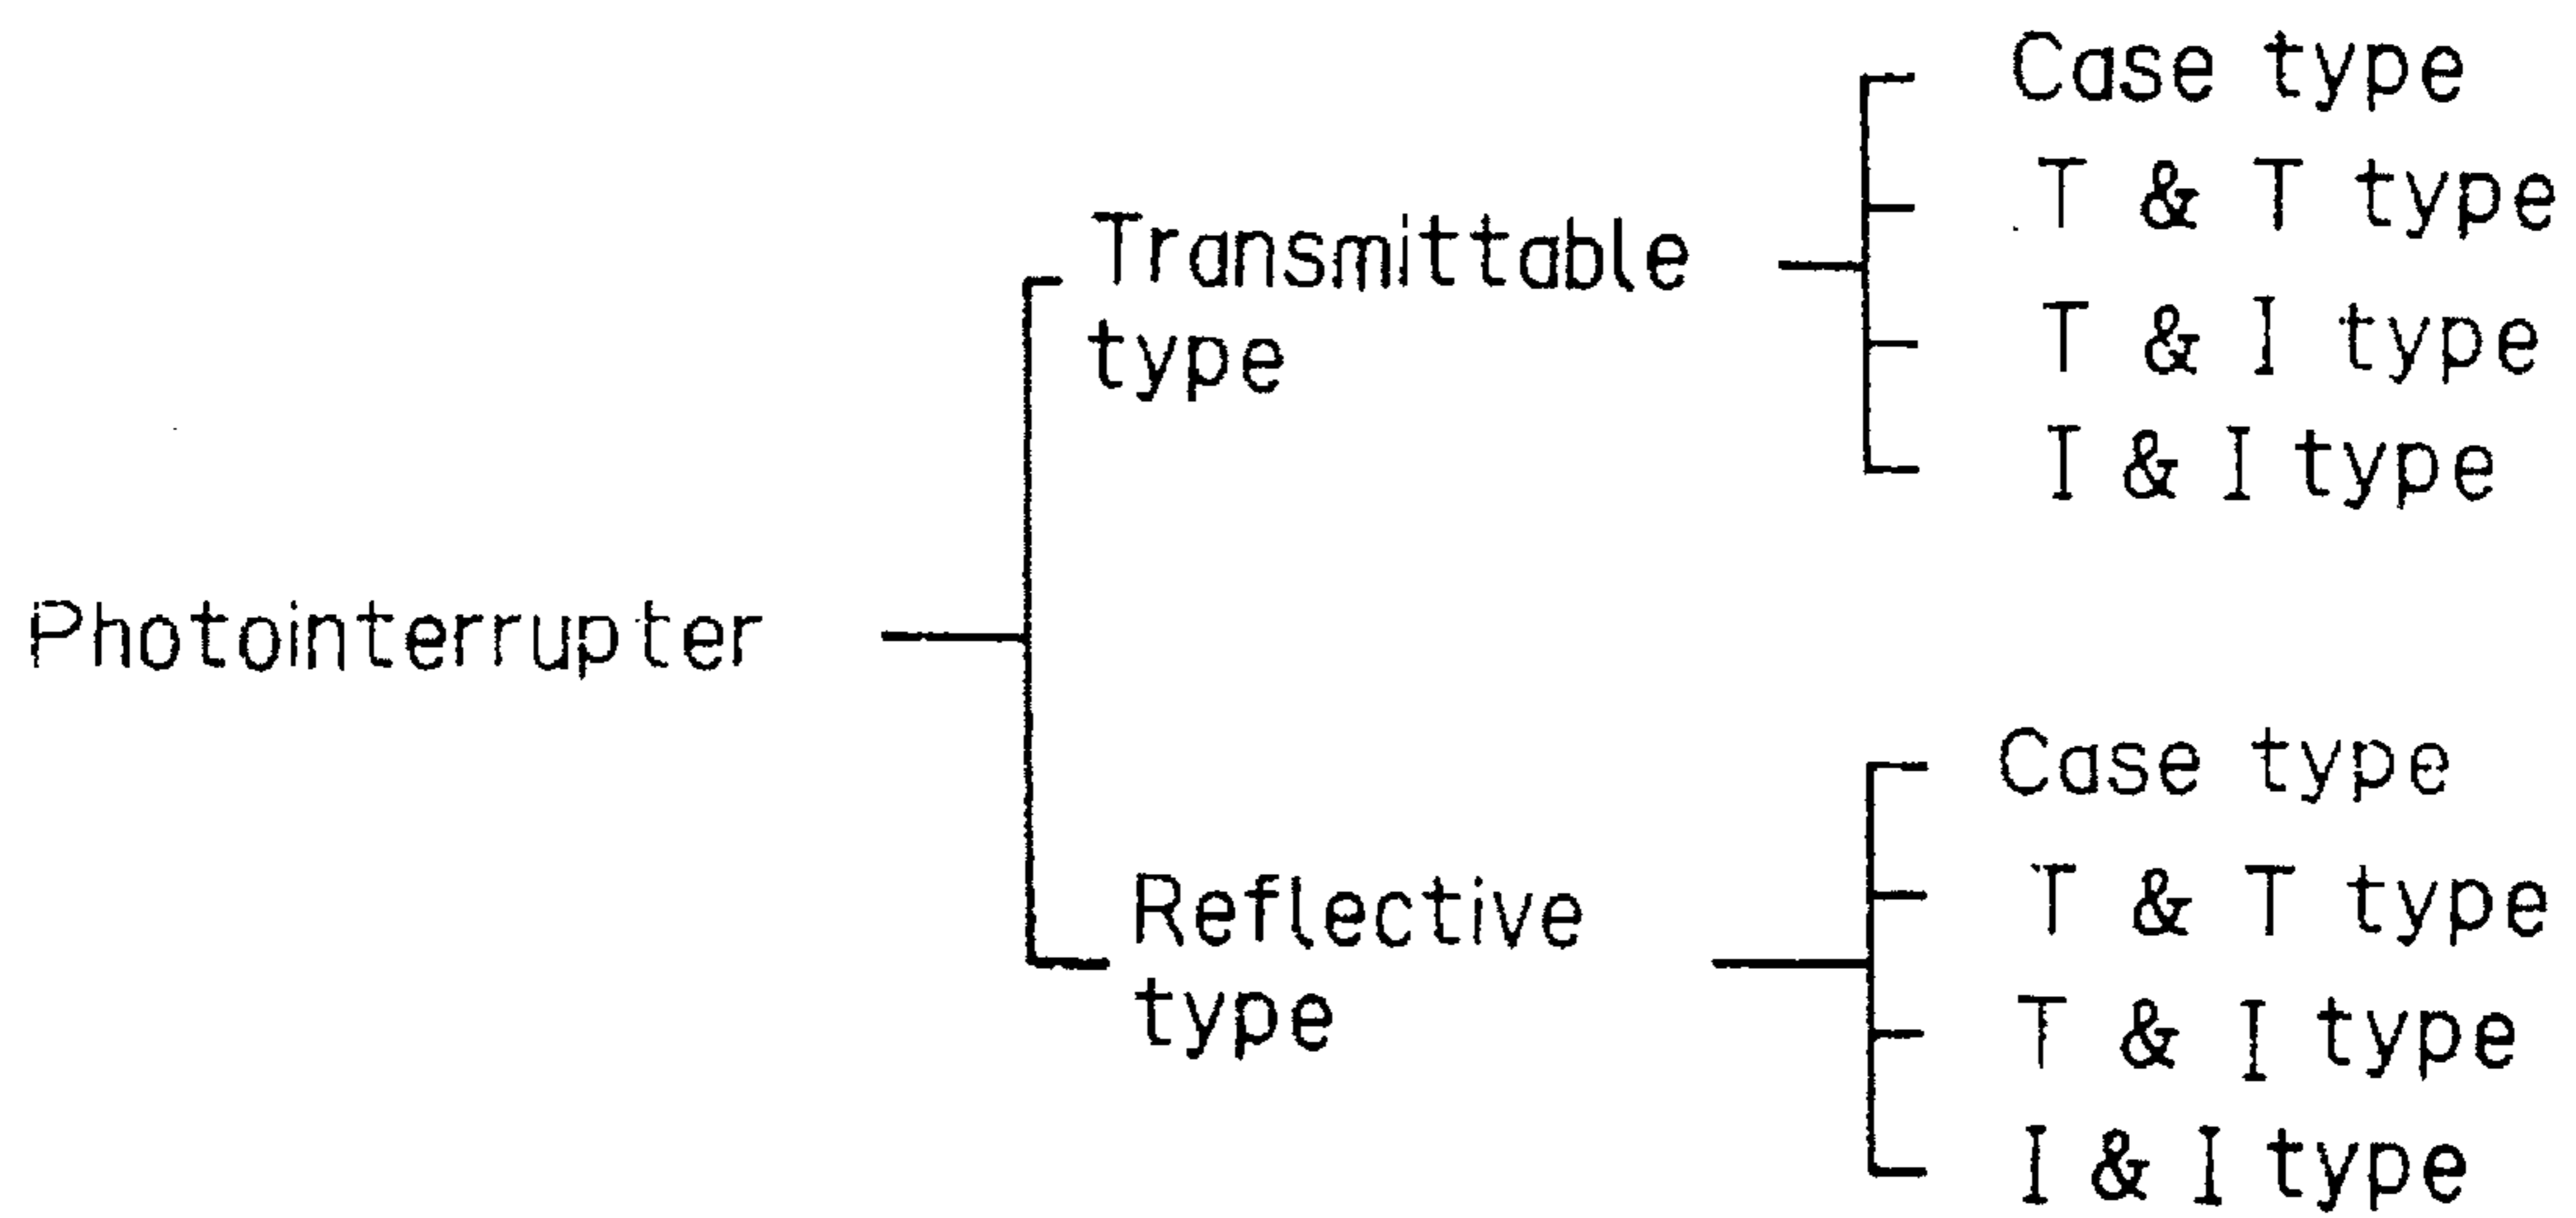 Photointerrupter
Transmittable
type
Case type
T & T type
T & I type
I & I type
Reflective
type
Case type
T & T type
T & I type
I & I type